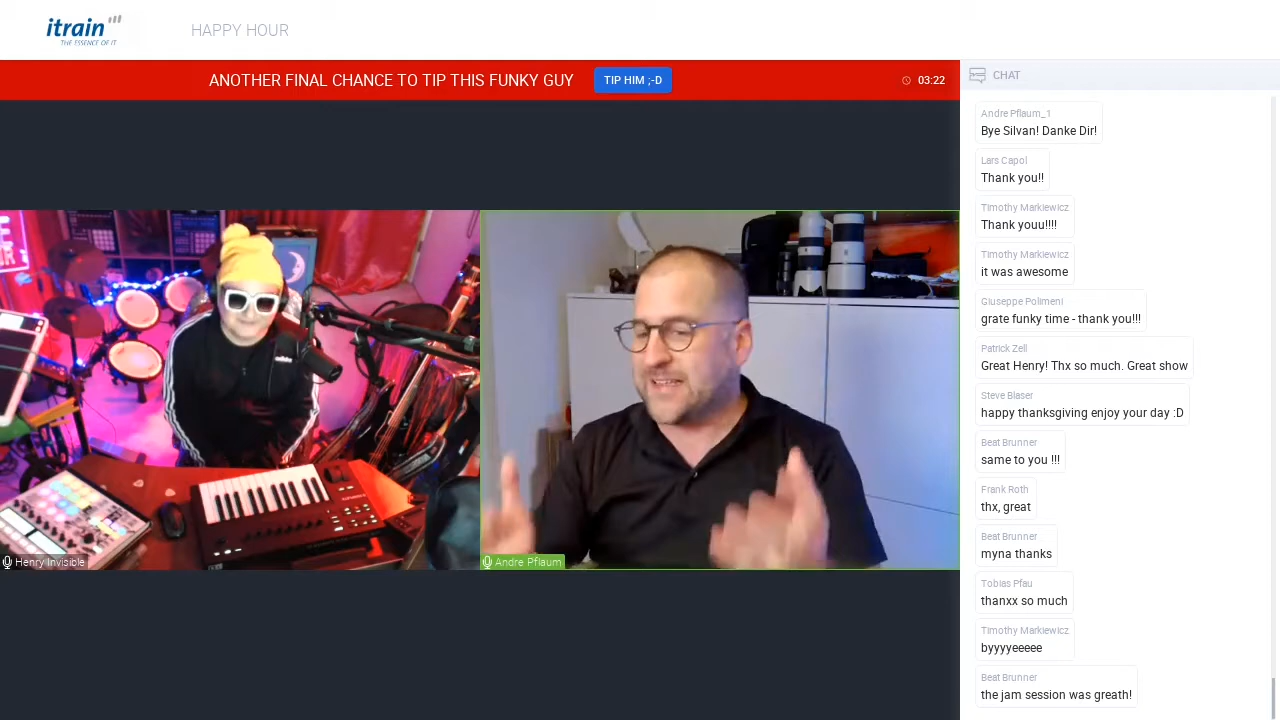 itrain
THE ESSENCE OF IT
HAPPY HOUR
ANOTHER FINAL CHANCE TO TIP THIS FUNKY GUY
TIP HIM ;-D
03:22
Henry Invisible
Andre Pflaum
CHAT
Andre Pflaum_1
Bye Silvan! Danke Dir!
Lars Capol
Thank you!!
Timothy Markiewicz
Thank youu!!!!
Timothy Markiewicz
it was awesome
Giuseppe Polimeni
grate funky time - thank you!!!
Patrick Zell
Great Henry! Thx so much. Great show
Steve Blaser
happy thanksgiving enjoy your day :D
Beat Brunner
same to you !!!
Frank Roth
thx, great
Beat Brunner
myna thanks
Tobias Pfau
thanxx so much
Timothy Markiewicz
byyyyeeeee
Beat Brunner
the jam session was greath!